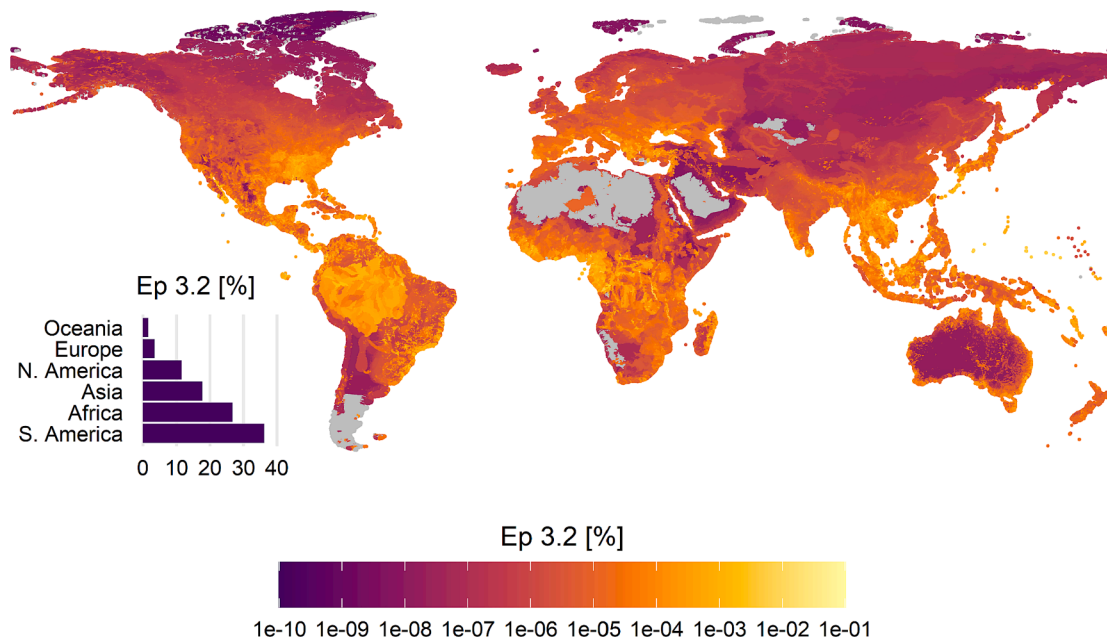 Ep 3.2 [%]
Oceania
Europe
N. America
Asia
Africa
S. America
0 10 20 30 40
Ep 3.2 [%]
1e-10 1e-09 1e-08 1e-07 1e-06 1e-05 1e-04 1e-03 1e-02 1e-01